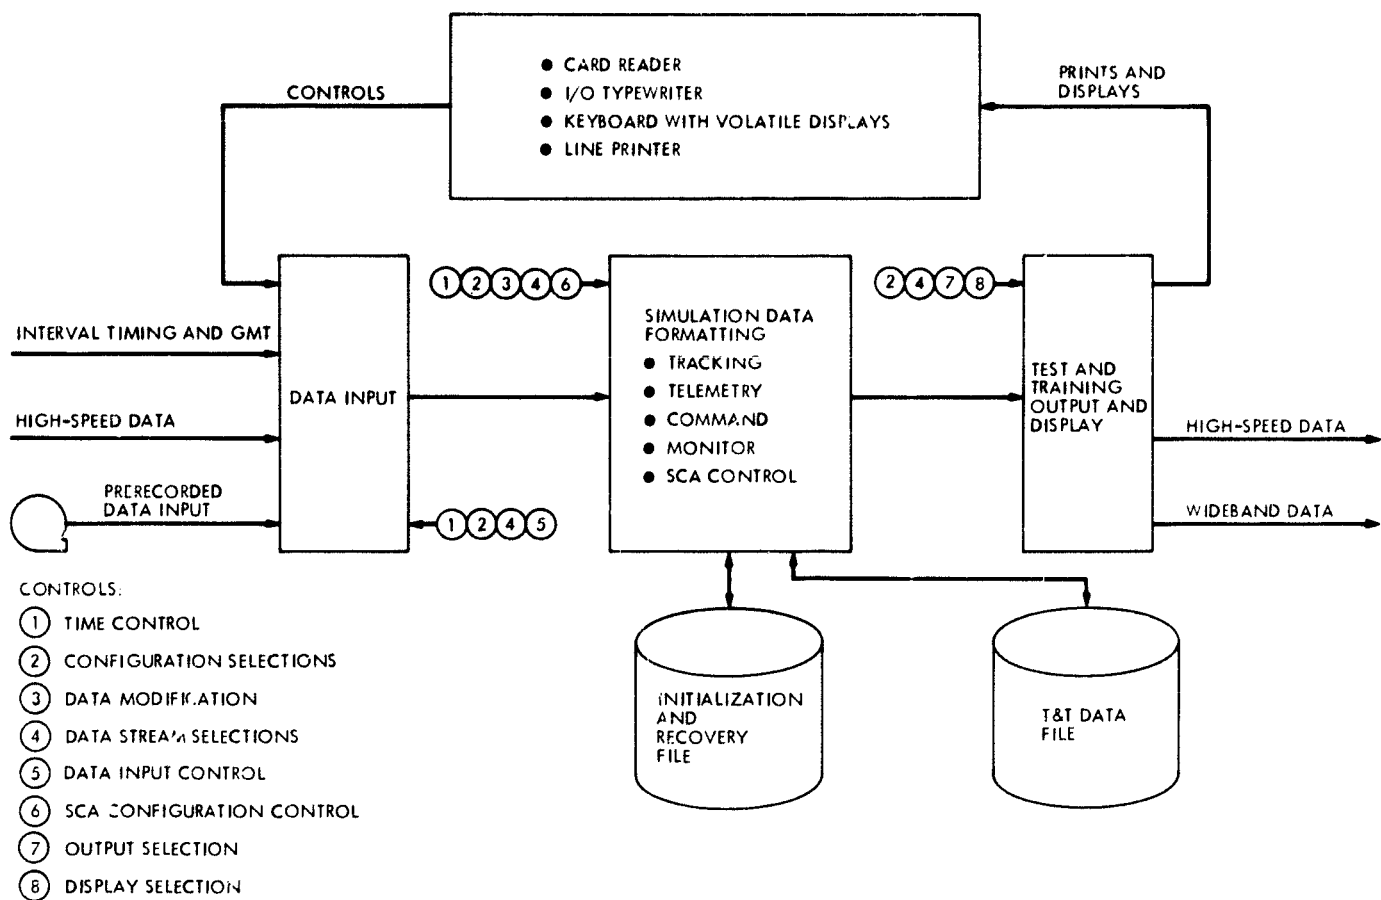 ● CARD READER
● I/O TYPEWRITER
● KEYBOARD WITH VOLATILE DISPLAYS
● LINE PRINTER
CONTROLS
PRINTS AND
DISPLAYS
INTERVAL TIMING AND GMT
HIGH-SPEED DATA
PRERECORDED
DATA INPUT
DATA INPUT
1 2 3 4 6
1 2 4 5
SIMULATION DATA
FORMATTING
● TRACKING
● TELEMETRY
● COMMAND
● MONITOR
● SCA CONTROL
2 4 7 8
TEST AND
TRAINING
OUTPUT AND
DISPLAY
HIGH-SPEED DATA
WIDEBAND DATA
INITIALIZATION
AND
RECOVERY
FILE
T&T DATA
FILE
CONTROLS:
1 TIME CONTROL
2 CONFIGURATION SELECTIONS
3 DATA MODIFICATION
4 DATA STREAM SELECTIONS
5 DATA INPUT CONTROL
6 SCA CONFIGURATION CONTROL
7 OUTPUT SELECTION
8 DISPLAY SELECTION